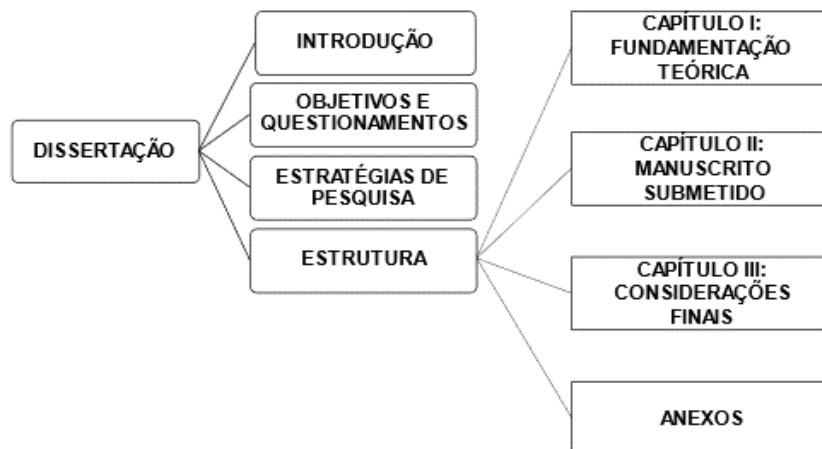 DISSERTAÇÃO
INTRODUÇÃO
OBJETIVOS E
QUESTIONAMENTOS
ESTRATÉGIAS DE
PESQUISA
ESTRUTURA
CAPÍTULO I:
FUNDAMENTAÇÃO
TEÓRICA
CAPÍTULO II:
MANUSCRITO
SUBMETIDO
CAPÍTULO III:
CONSIDERAÇÕES
FINAIS
ANEXOS